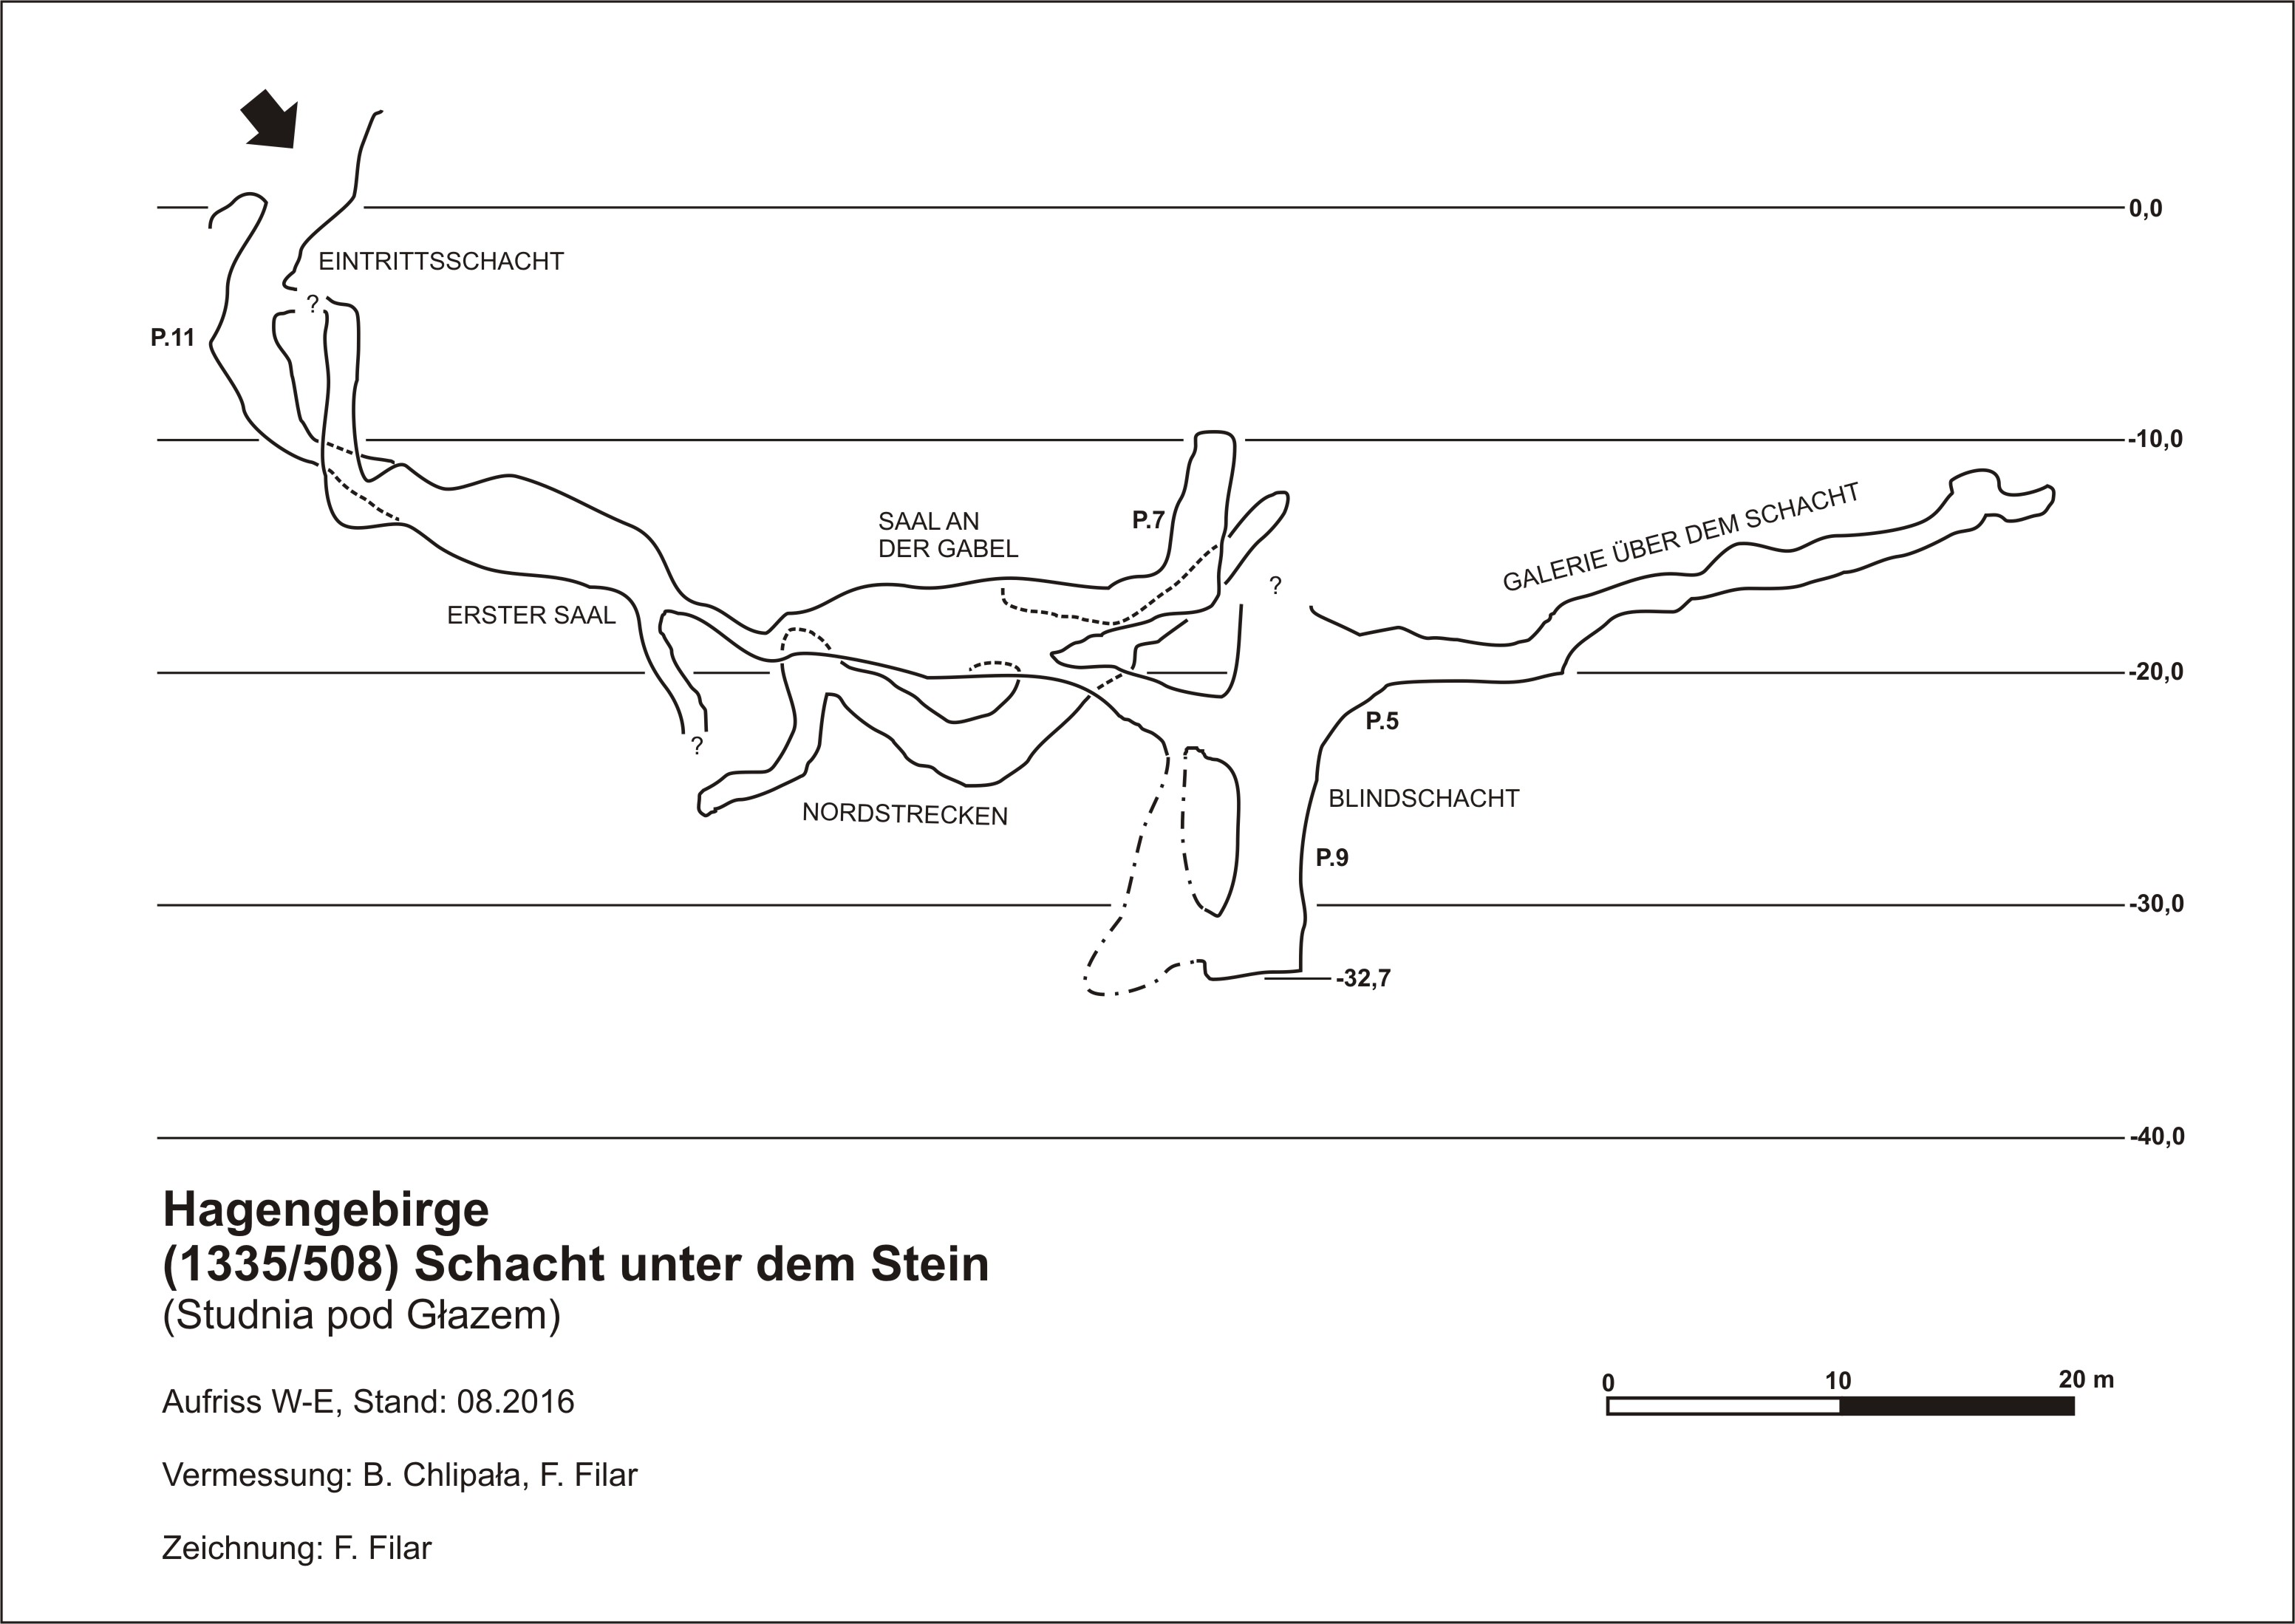 0,0
EINTRITTSSCHACHT
?
P.11
-10,0
GALERIE ÜBER DEM SCHACHT
SAAL AN
DER GABEL
P.7
?
ERSTER SAAL
-20,0
P.5
?
BLINDSCHACHT
NORDSTRECKEN
P.9
-30,0
-32,7
-40,0
Hagengebirge
(1335/508) Schacht unter dem Stein
(Studnia pod Głazem)
Aufriss W-E, Stand: 08.2016
Vermessung: B. Chlipała, F. Filar
Zeichnung: F. Filar
0 10 20 m